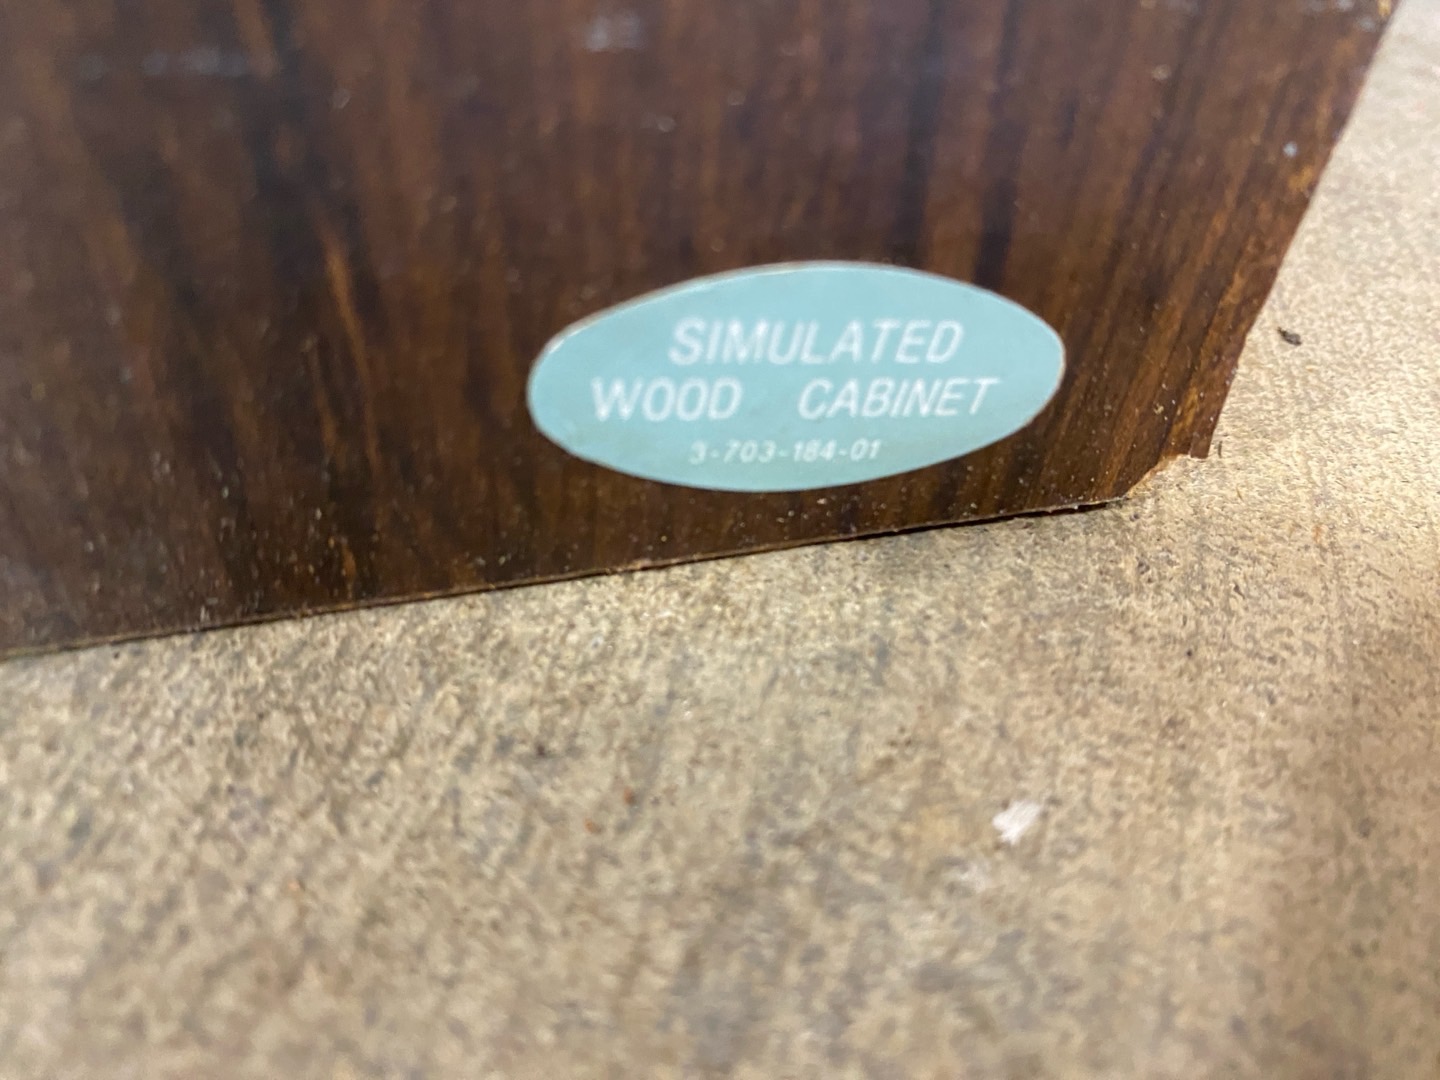 SIMULATED
WOOD CABINET
3-703-184-01